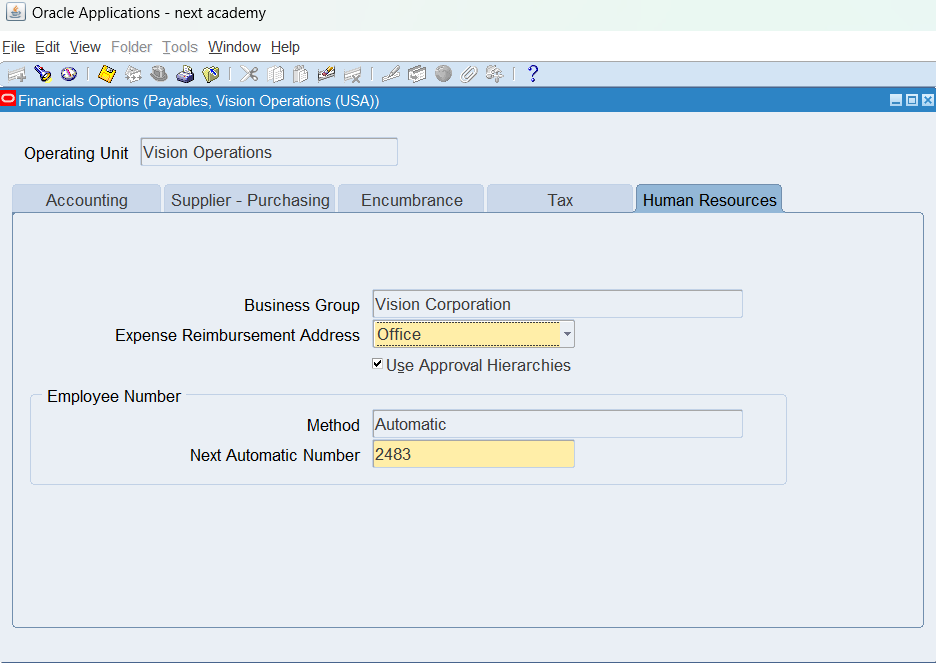 Oracle Applications - next academy
File Edit View Folder Tools Window Help
Financials Options (Payables, Vision Operations (USA))
Operating Unit Vision Operations
Accounting Supplier - Purchasing Encumbrance Tax Human Resources
Business Group Vision Corporation
Expense Reimbursement Address Office
Use Approval Hierarchies
Employee Number
Method Automatic
Next Automatic Number 2483